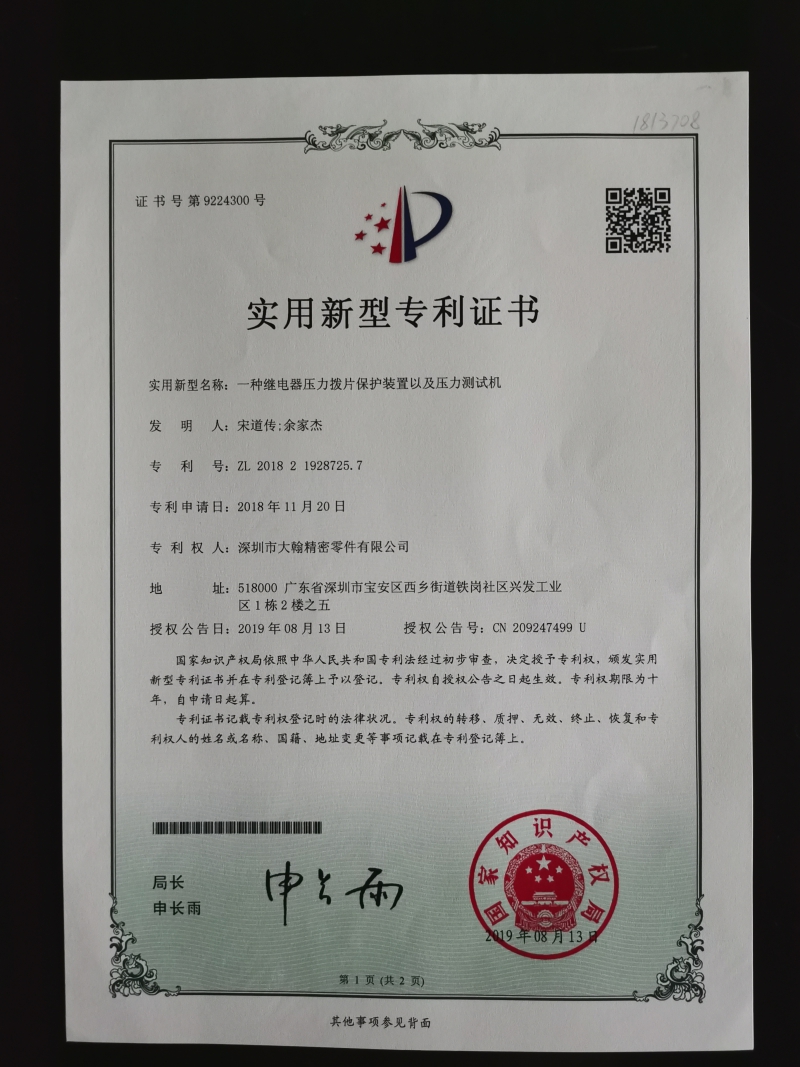 1813708
证书号第9224300号
实用新型专利证书
实用新型名称：一种继电器压力拨片保护装置以及压力测试机
发明人：宋道传;余家杰
专利号：ZL 2018 2 1928725.7
专利申请日：2018年11月20日
专利权人：深圳市大翰精密零件有限公司
地址：518000 广东省深圳市宝安区西乡街道铁岗社区兴发工业
区1栋2楼之五
授权公告日：2019年08月13日 授权公告号：CN 209247499 U
国家知识产权局依照中华人民共和国专利法经过初步审查，决定授予专利权，颁发实用
新型专利证书并在专利登记簿上予以登记。专利权自授权公告之日起生效。专利权期限为十
年，自申请日起算。
专利证书记载专利权登记时的法律状况。专利权的转移、质押、无效、终止、恢复和专
利权人的姓名或名称、国籍、地址变更等事项记载在专利登记簿上。
局长
申长雨
申长雨
国家知识产权局
2019年08月13日
第1页(共2页)
其他事项参见背面